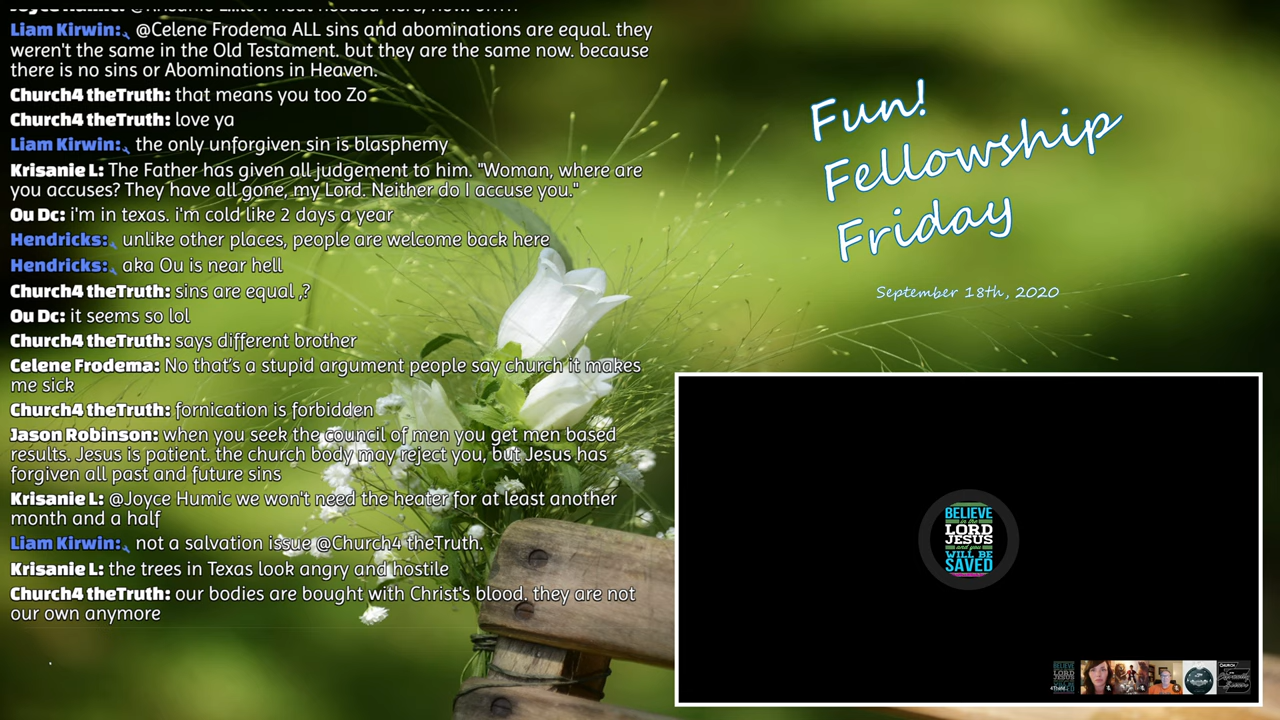 Liam Kirwin: @Celene Frodema ALL sins and abominations are equal. they
weren't the same in the Old Testament. but they are the same now. because
there is no sins or Abominations in Heaven.
Church4 theTruth: that means you too Zo
Church4 theTruth: love ya
Liam Kirwin: the only unforgiven sin is blasphemy
Krisanie L: The Father has given all judgement to him. "Woman, where are
you accuses? They have all gone, my Lord. Neither do I accuse you."
Ou Dc: i'm in texas. i'm cold like 2 days a year
Hendricks: unlike other places, people are welcome back here
Hendricks: aka Ou is near hell
Church4 theTruth: sins are equal ,?
Ou Dc: it seems so lol
Church4 theTruth: says different brother
Celene Frodema: No that's a stupid argument people say church it makes
me sick
Church4 theTruth: fornication is forbidden
Jason Robinson: when you seek the council of men you get men based
results. Jesus is patient. the church body may reject you, but Jesus has
forgiven all past and future sins
Krisanie L: @Joyce Humic we won't need the heater for at least another
month and a half
Liam Kirwin: not a salvation issue @Church4 theTruth.
Krisanie L: the trees in Texas look angry and hostile
Church4 theTruth: our bodies are bought with Christ's blood. they are not
our own anymore
Fun!
Fellowship
Friday
September 18th, 2020
BELIEVE
in the
LORD
JESUS
and you
WILL BE
SAVED